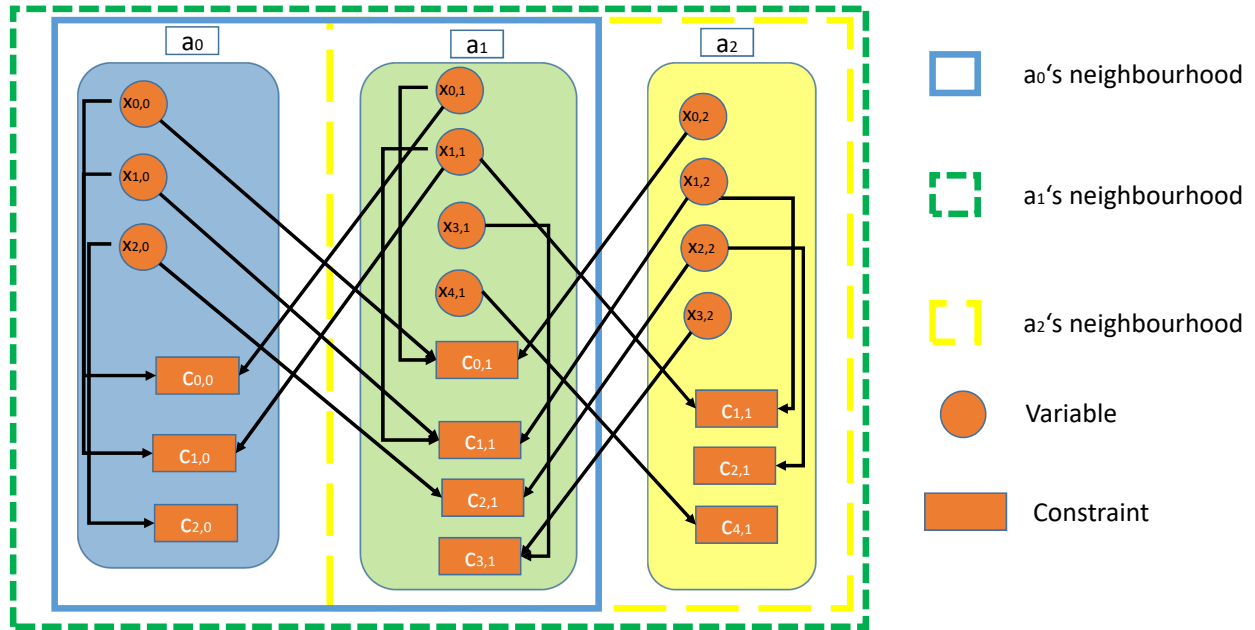 a0
a1
a2
x0,0
x1,0
x2,0
c0,0
c1,0
c2,0
x0,1
x1,1
x3,1
x4,1
c0,1
c1,1
c2,1
c3,1
x0,2
x1,2
x2,2
x3,2
c1,1
c2,1
c4,1
a0‘s neighbourhood
a1‘s neighbourhood
a2‘s neighbourhood
Variable
Constraint